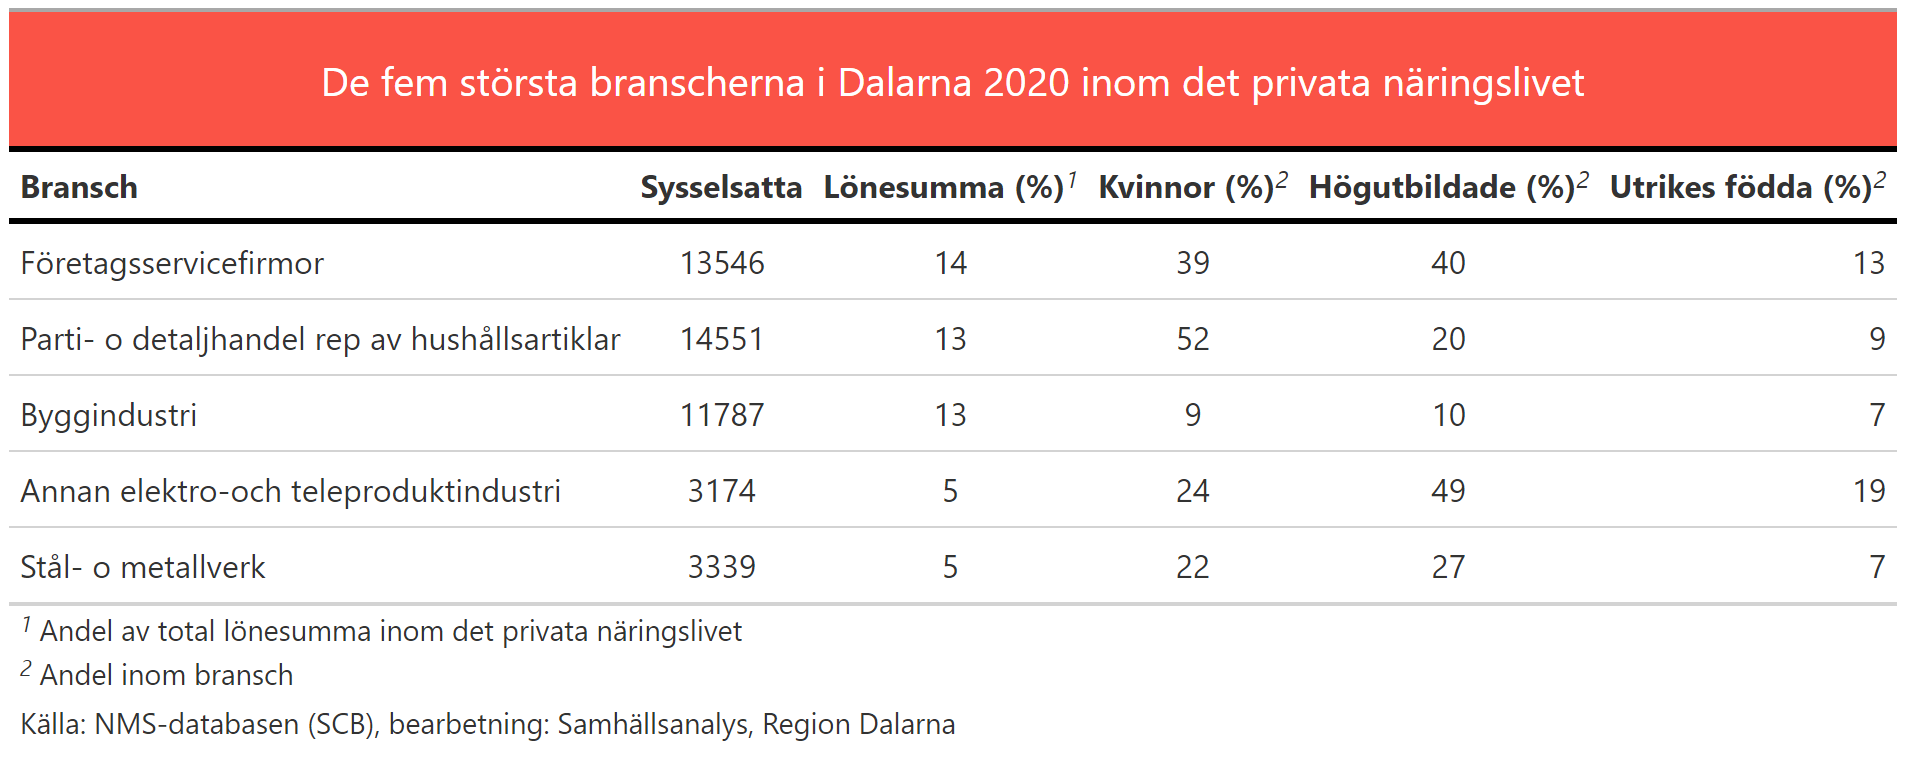 De fem största branscherna i Dalarna 2020 inom det privata näringslivet
Bransch Sysselsatta Lönesumma (%)1 Kvinnor (%)2 Högutbildade (%)2 Utrikes födda (%)2
Företagsservicefirmor 13546 14 39 40 13
Parti- o detaljhandel rep av hushållsartiklar 14551 13 52 20 9
Byggindustri 11787 13 9 10 7
Annan elektro-och teleproduktindustri 3174 5 24 49 19
Stål- o metallverk 3339 5 22 27 7
1 Andel av total lönesumma inom det privata näringslivet
2 Andel inom bransch
Källa: NMS-databasen (SCB), bearbetning: Samhällsanalys, Region Dalarna